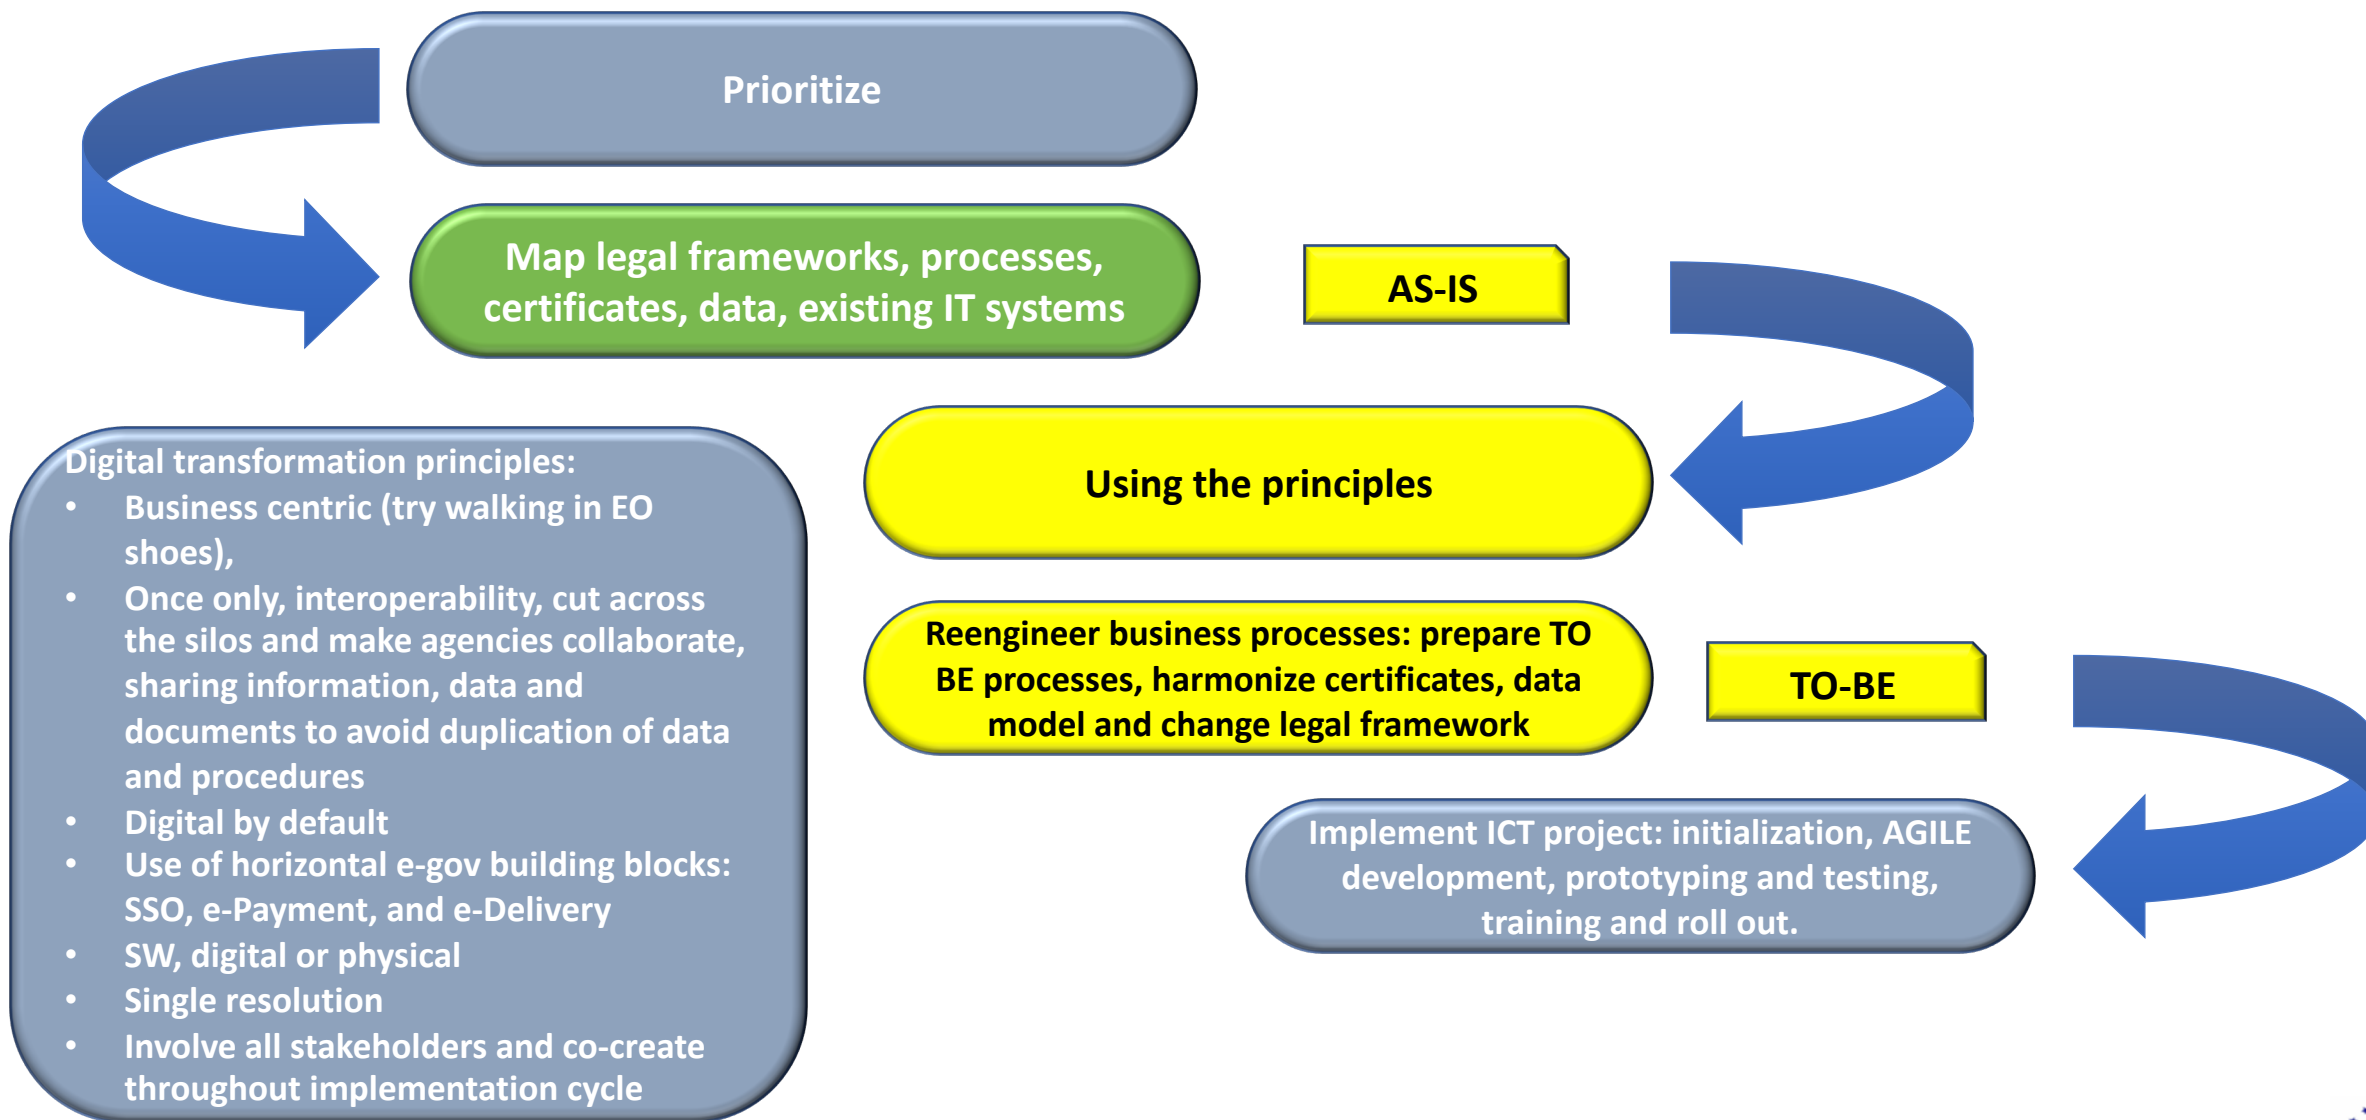 Prioritize
Map legal frameworks, processes,
certificates, data, existing IT systems
AS-IS
Using the principles
Digital transformation principles:
• Business centric (try walking in EO
shoes),
• Once only, interoperability, cut across
the silos and make agencies collaborate,
sharing information, data and
documents to avoid duplication of data
and procedures
• Digital by default
• Use of horizontal e-gov building blocks:
SSO, e-Payment, and e-Delivery
• SW, digital or physical
• Single resolution
• Involve all stakeholders and co-create
throughout implementation cycle
Reengineer business processes: prepare TO
BE processes, harmonize certificates, data
model and change legal framework
TO-BE
Implement ICT project: initialization, AGILE
development, prototyping and testing,
training and roll out.